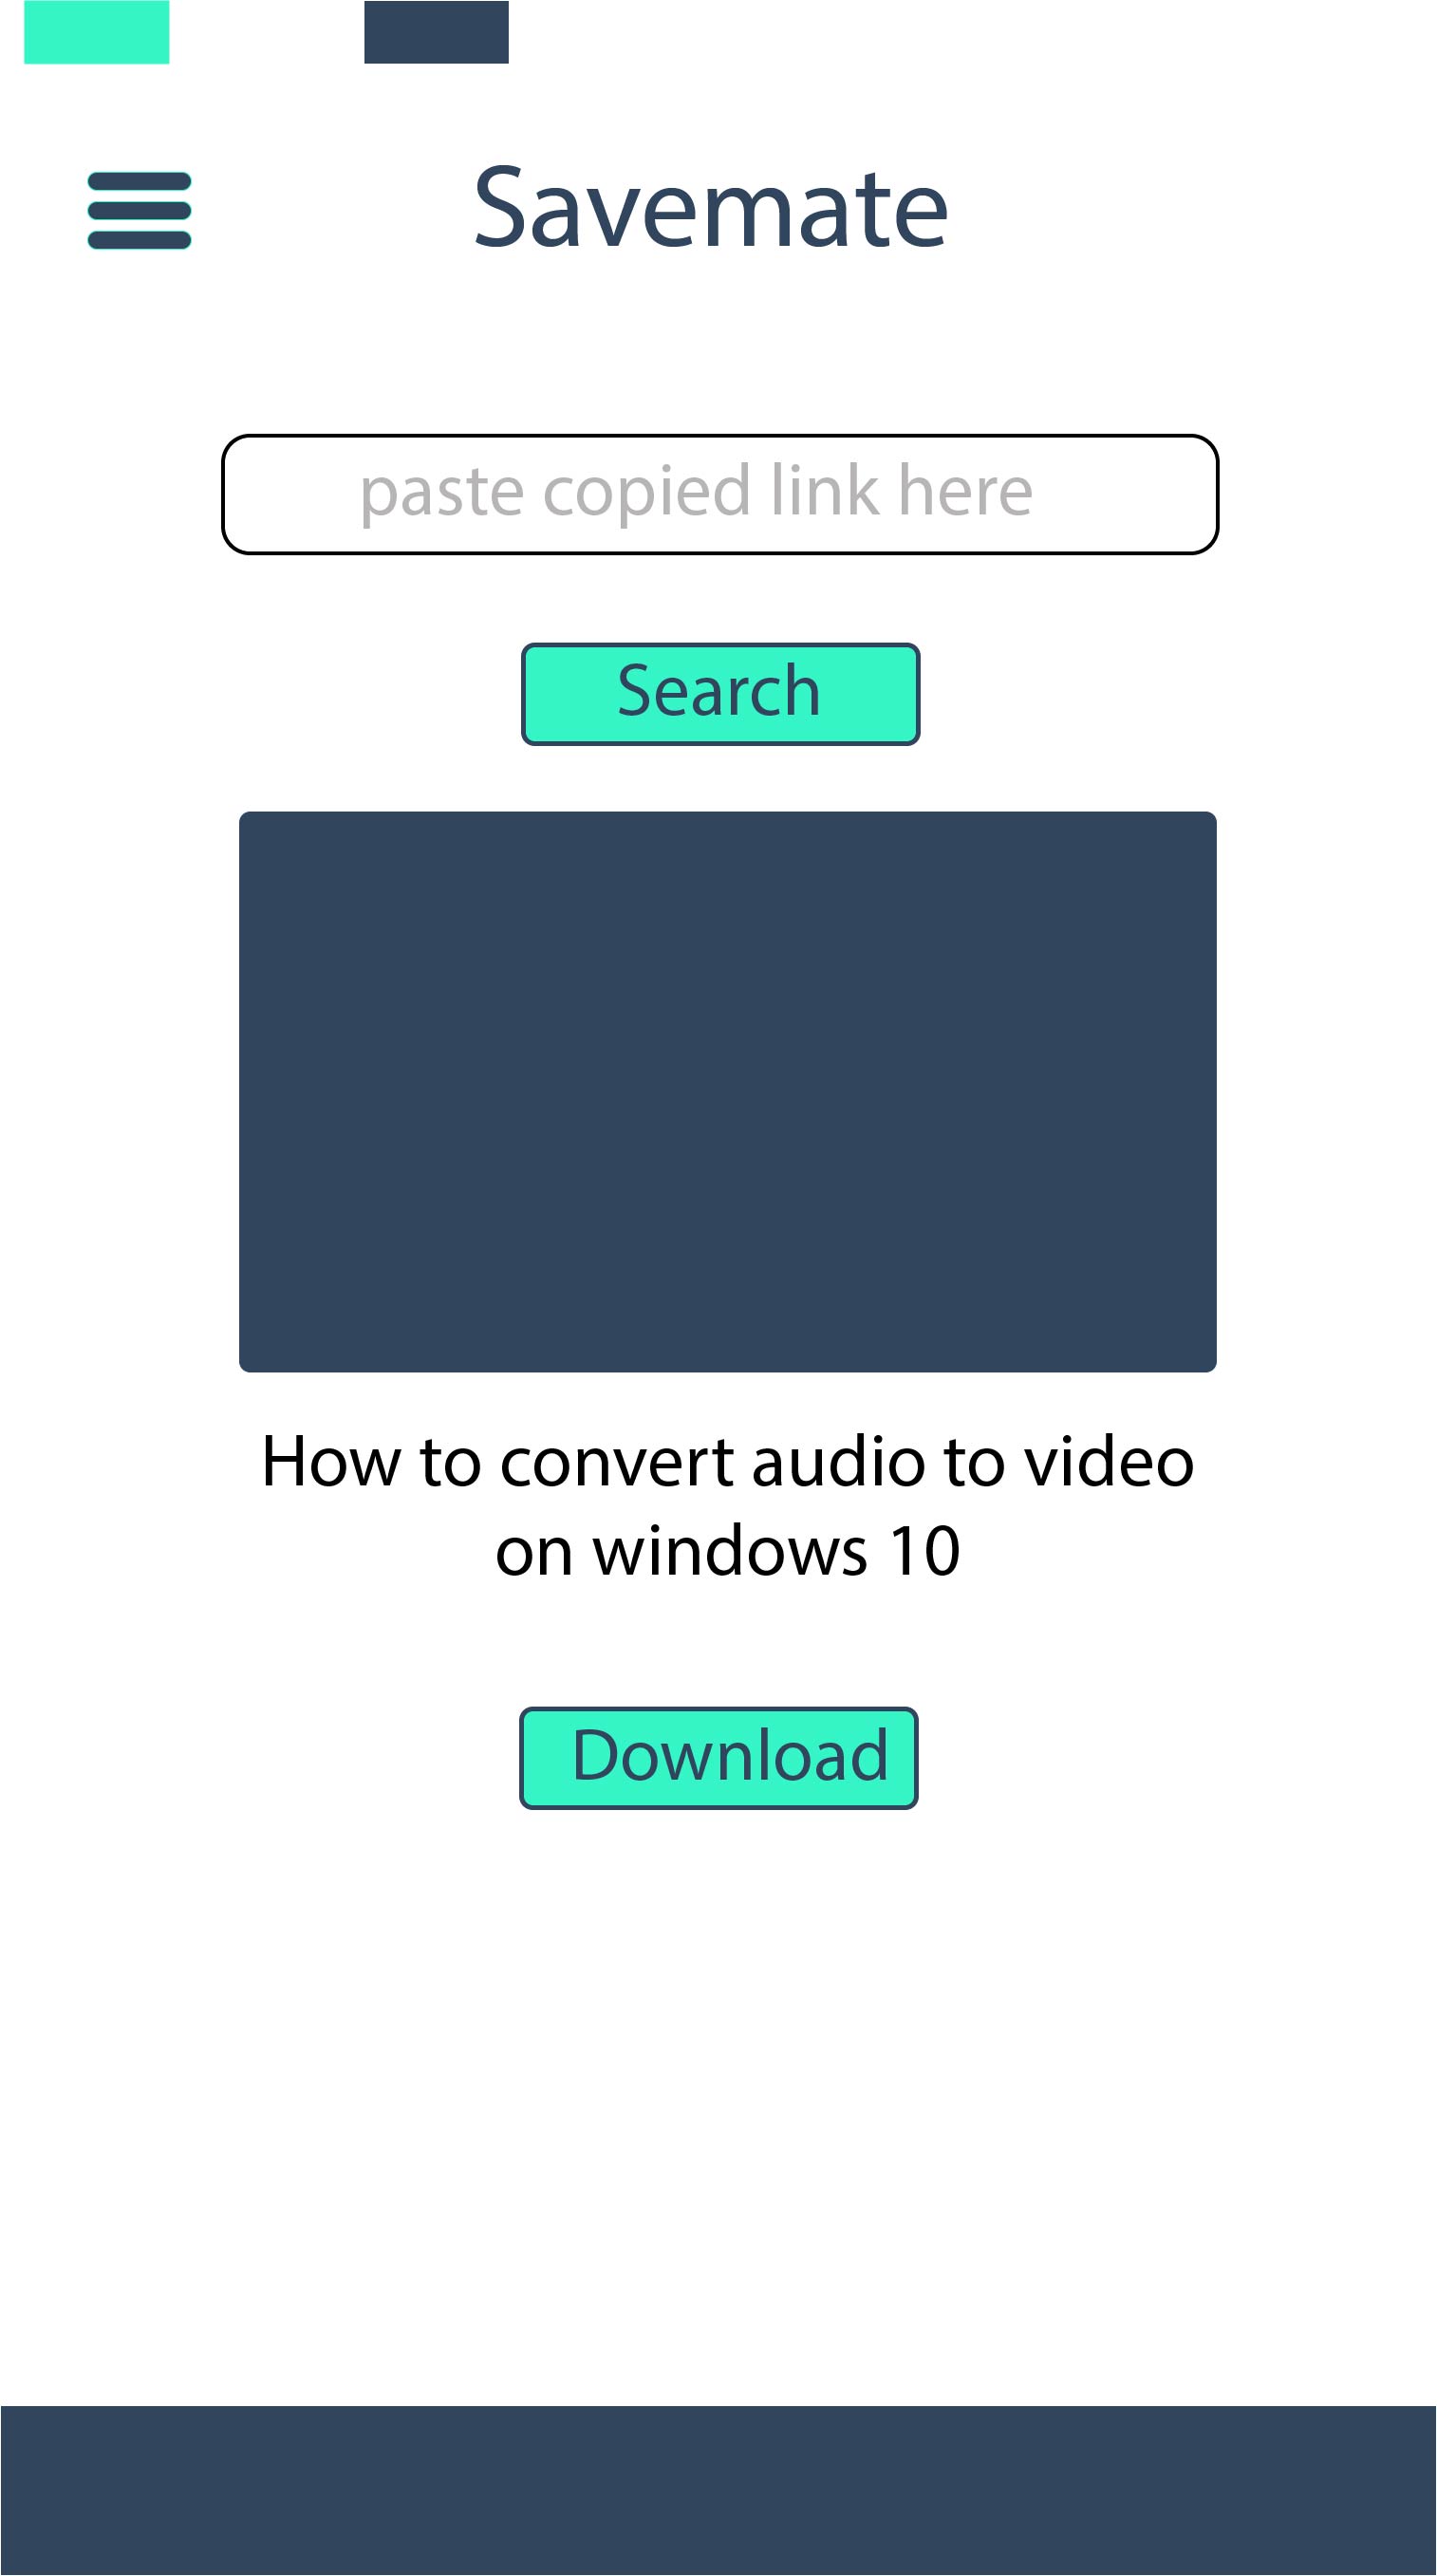 Savemate
paste copied link here
Search
How to convert audio to video
on windows 10
Download